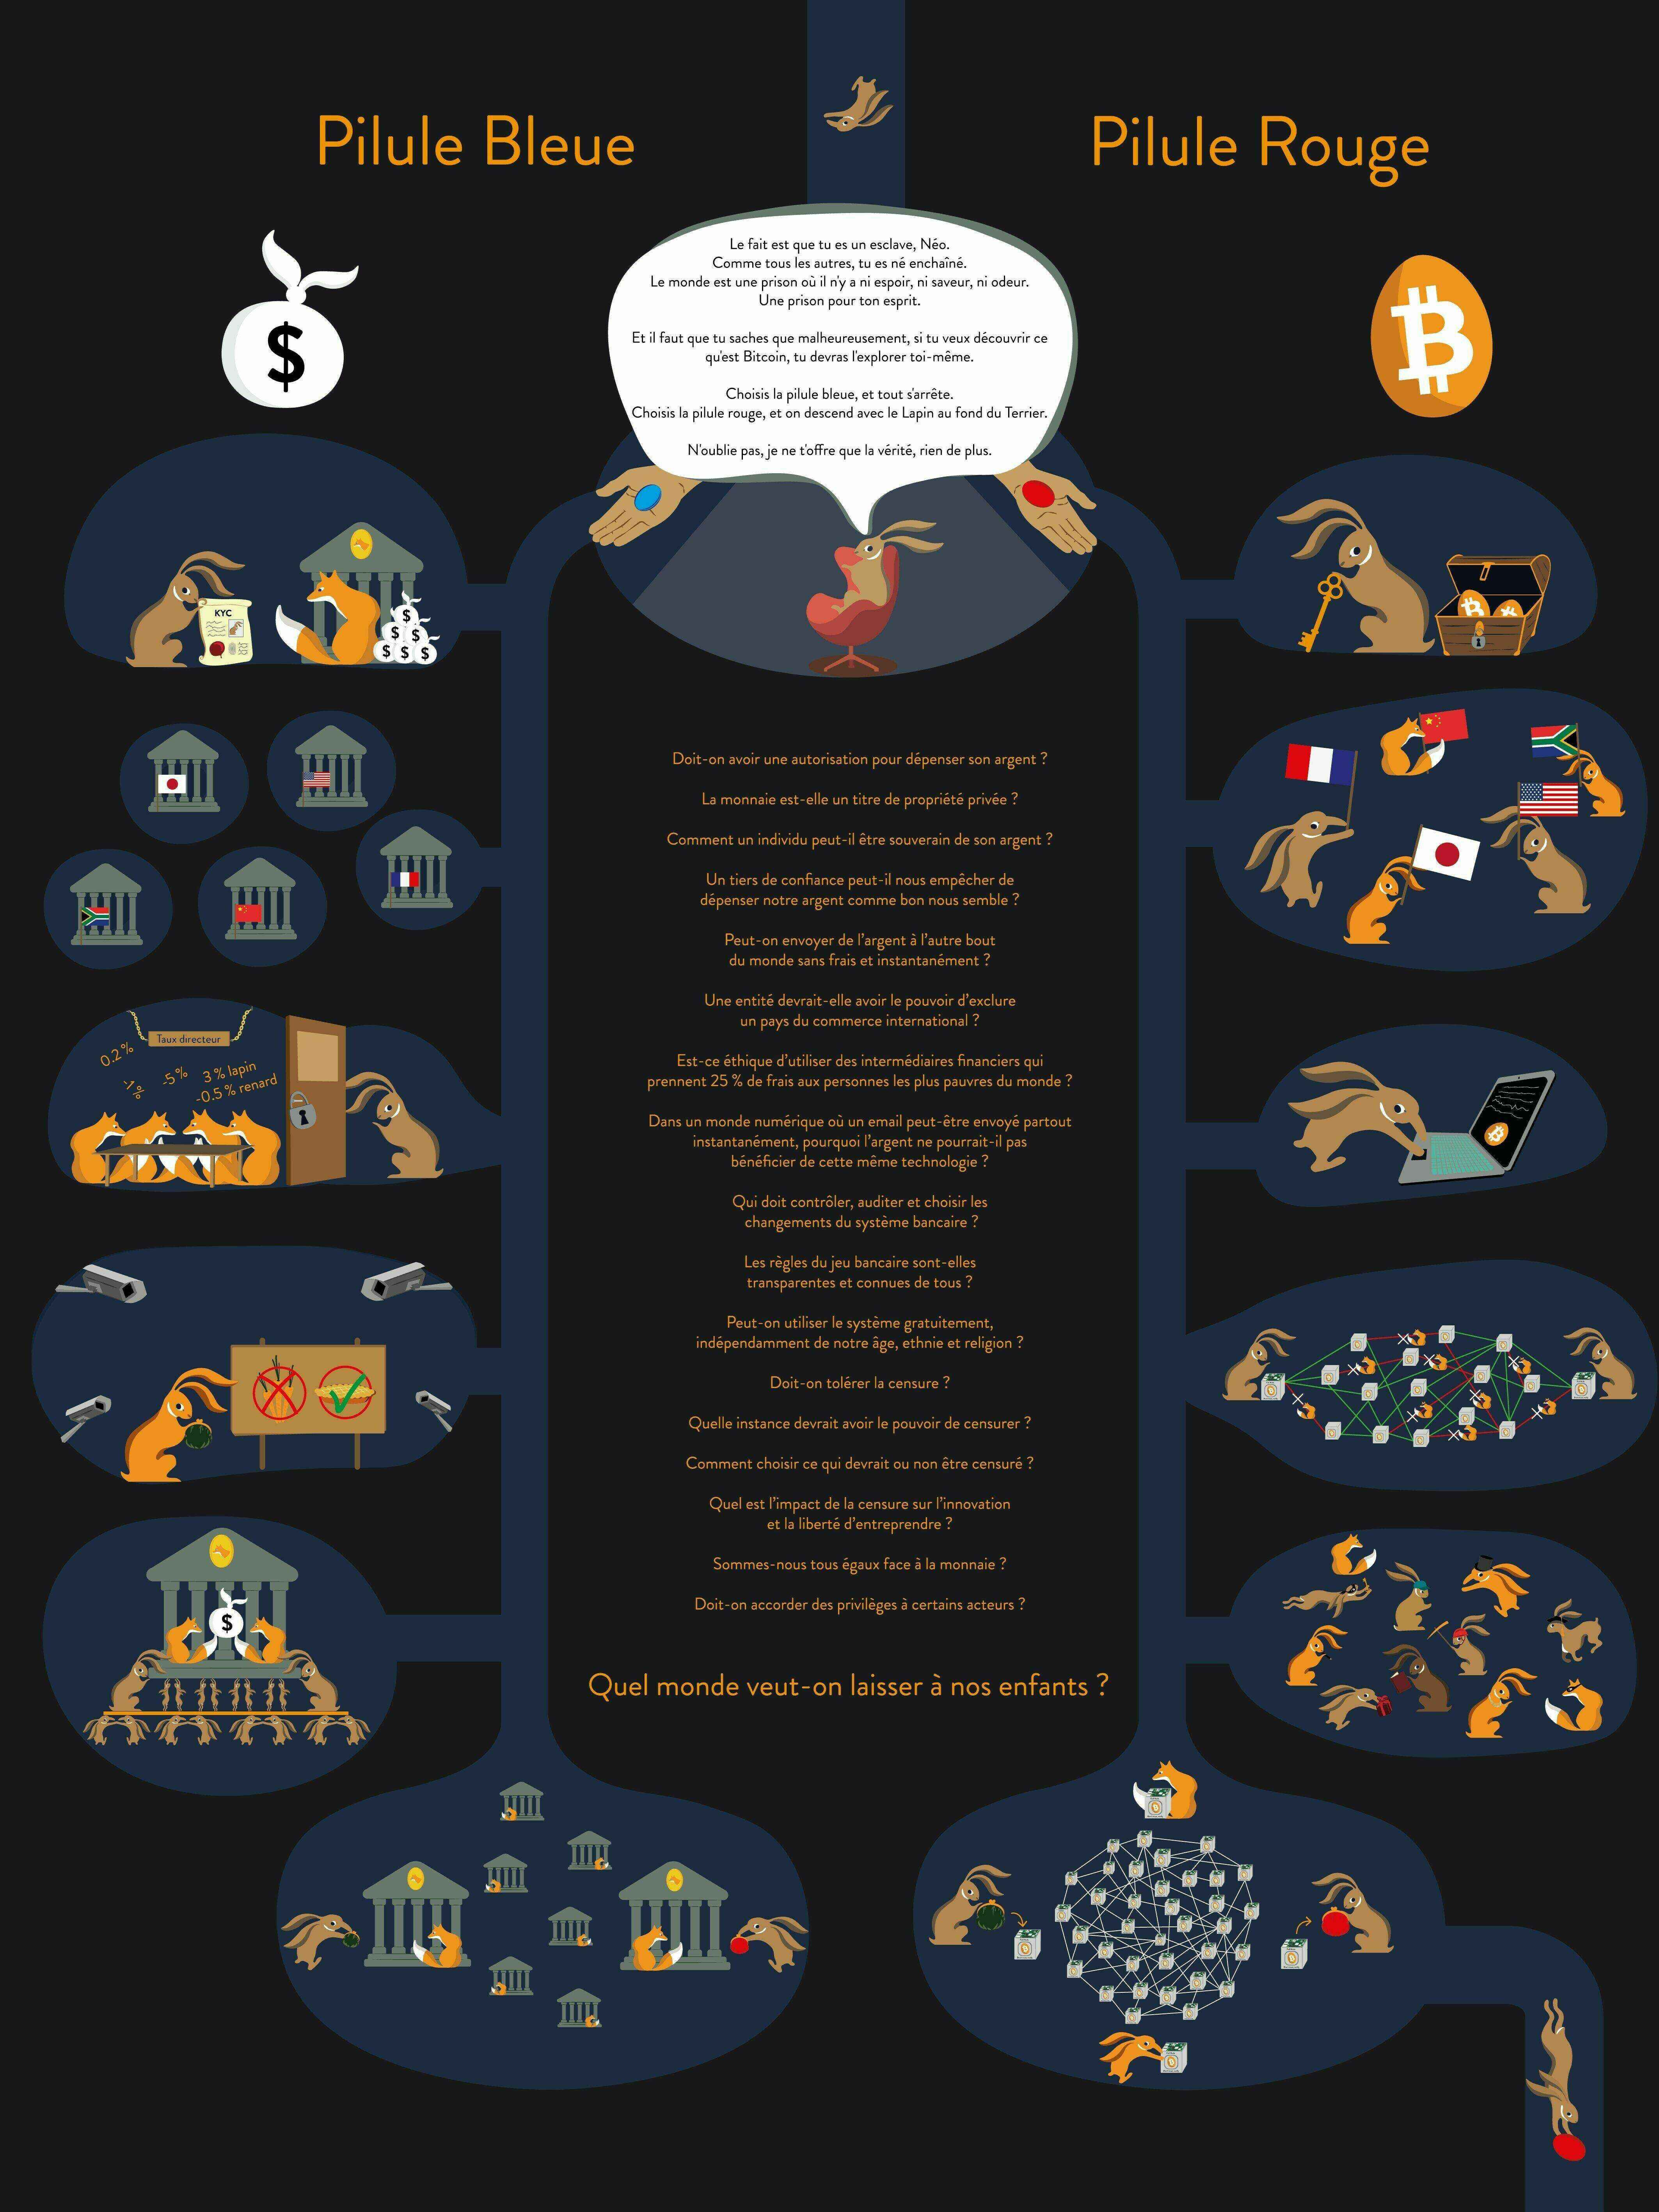 Pilule Bleue
Pilule Rouge
$
₿
Le fait est que tu es un esclave, Néo.
Comme tous les autres, tu es né enchaîné.
Le monde est une prison où il n'y a ni espoir, ni saveur, ni odeur.
Une prison pour ton esprit.
Et il faut que tu saches que malheureusement, si tu veux découvrir ce
qu'est Bitcoin, tu devras l'explorer toi-même.
Choisis la pilule bleue, et tout s'arrête.
Choisis la pilule rouge, et on descend avec le Lapin au fond du Terrier.
N'oublie pas, je ne t'offre que la vérité, rien de plus.
KYC
$
$ $
$ $ $
₿
Doit-on avoir une autorisation pour dépenser son argent ?
La monnaie est-elle un titre de propriété privée ?
Comment un individu peut-il être souverain de son argent ?
Un tiers de confiance peut-il nous empêcher de
dépenser notre argent comme bon nous semble ?
Peut-on envoyer de l'argent à l'autre bout
du monde sans frais et instantanément ?
Une entité devrait-elle avoir le pouvoir d'exclure
un pays du commerce international ?
Est-ce éthique d'utiliser des intermédiaires financiers qui
prennent 25 % de frais aux personnes les plus pauvres du monde ?
Dans un monde numérique où un email peut-être envoyé partout
instantanément, pourquoi l'argent ne pourrait-il pas
bénéficier de cette même technologie ?
Qui doit contrôler, auditer et choisir les
changements du système bancaire ?
Les règles du jeu bancaire sont-elles
transparentes et connues de tous ?
Peut-on utiliser le système gratuitement,
indépendamment de notre âge, ethnie et religion ?
Doit-on tolérer la censure ?
Quelle instance devrait avoir le pouvoir de censurer ?
Comment choisir ce qui devrait ou non être censuré ?
Quel est l'impact de la censure sur l'innovation
et la liberté d'entreprendre ?
Sommes-nous tous égaux face à la monnaie ?
Doit-on accorder des privilèges à certains acteurs ?
Quel monde veut-on laisser à nos enfants ?
Taux directeur
0.2 %
-1 %
-5 %
3 % lapin
-0.5 % renard
₿
$